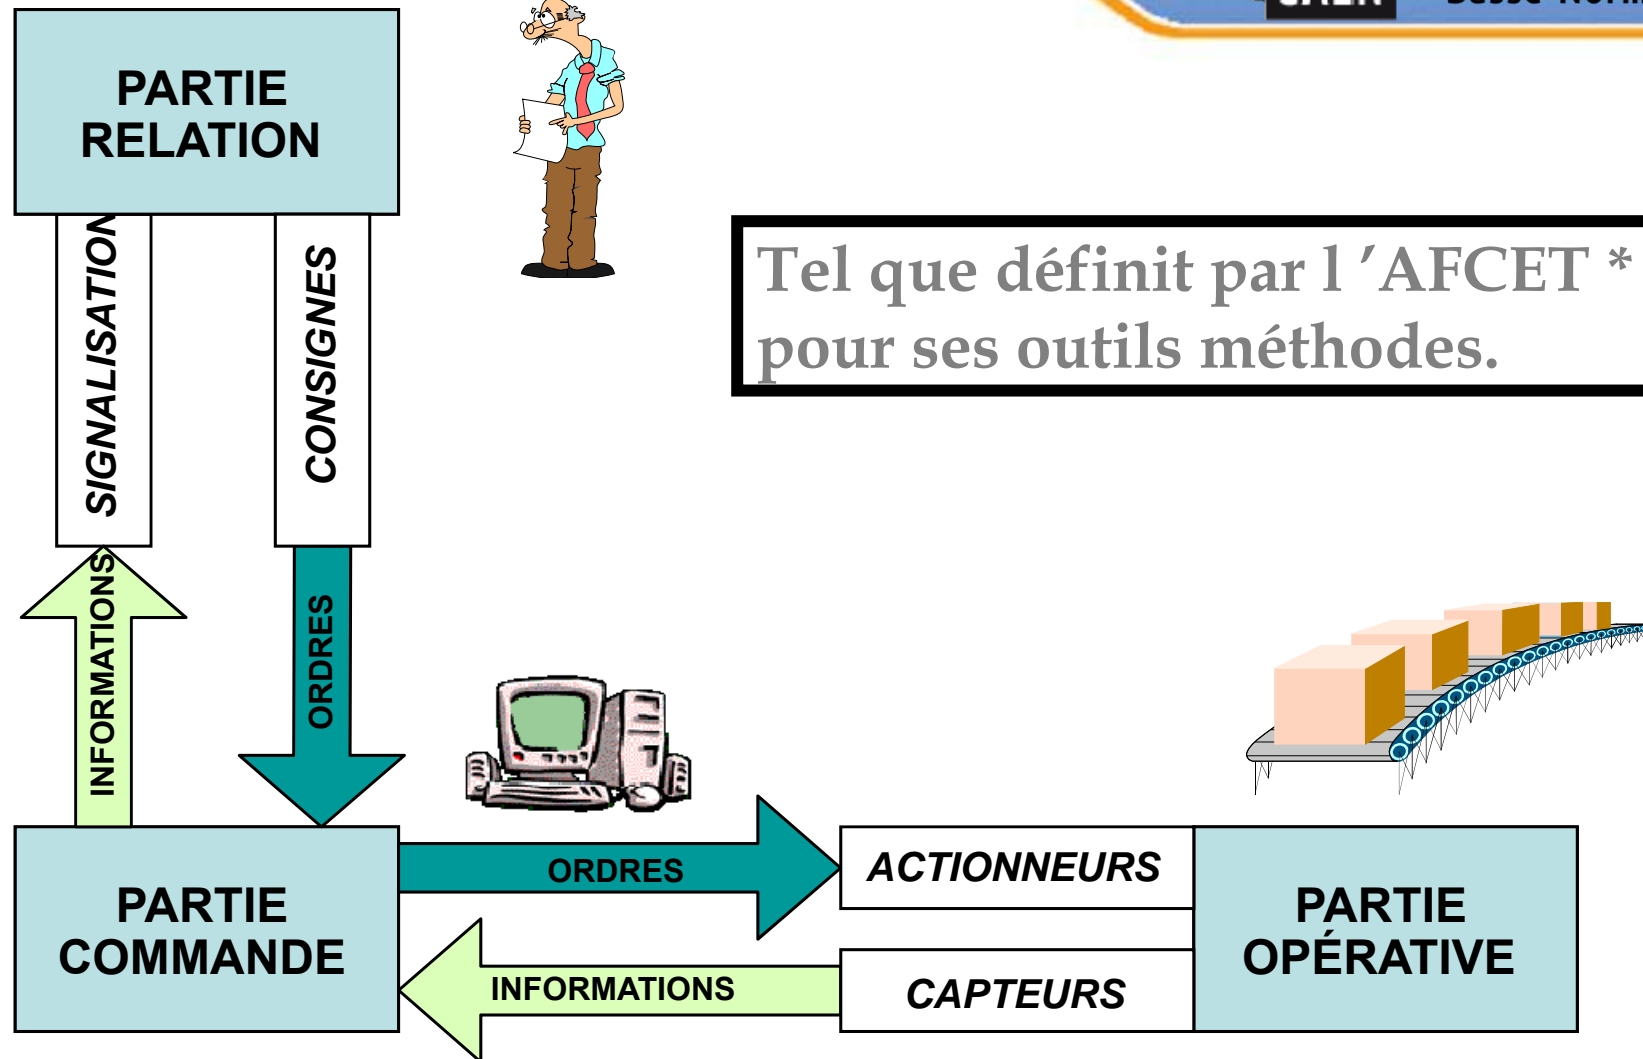 PARTIE
RELATION
SIGNALISATION
CONSIGNES
Tel que définit par l ’AFCET *
pour ses outils méthodes.
INFORMATIONS
ORDRES
PARTIE
COMMANDE
ORDRES
INFORMATIONS
ACTIONNEURS
CAPTEURS
PARTIE
OPÉRATIVE